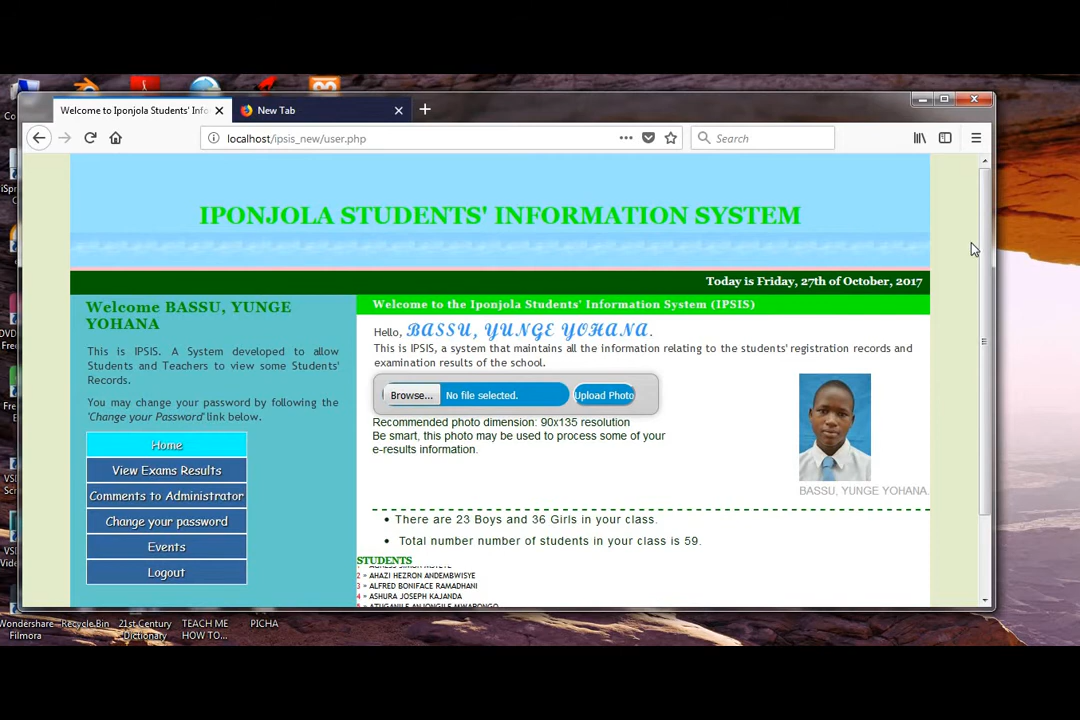 Welcome to Iponjola Students' Info
New Tab
localhost/ipsis_new/user.php
Search
IPONJOLA STUDENTS' INFORMATION SYSTEM
Today is Friday, 27th of October, 2017
Welcome BASSU, YUNGE
YOHANA
This is IPSIS. A System developed to allow
Students and Teachers to view some Students'
Records.
You may change your password by following the
'Change your Password' link below.
Home
View Exams Results
Comments to Administrator
Change your password
Events
Logout
Welcome to the Iponjola Students' Information System (IPSIS)
Hello, BASSU, YUNGE YOHANA.
This is IPSIS, a system that maintains all the information relating to the students' registration records and
examination results of the school.
Browse... No file selected. Upload Photo
Recommended photo dimension: 90x135 resolution
Be smart, this photo may be used to process some of your
e-results information.
BASSU, YUNGE YOHANA.
There are 23 Boys and 36 Girls in your class.
Total number number of students in your class is 59.
STUDENTS
2 = AHAZI HEZRON ANDEMBWISYE
3 = ALFRED BONIFACE RAMADHANI
4 = ASHURA JOSEPH KAJANDA
Wondershare
Filmora
Recycle Bin
21st Century
Dictionary
TEACH ME
HOW TO...
PICHA